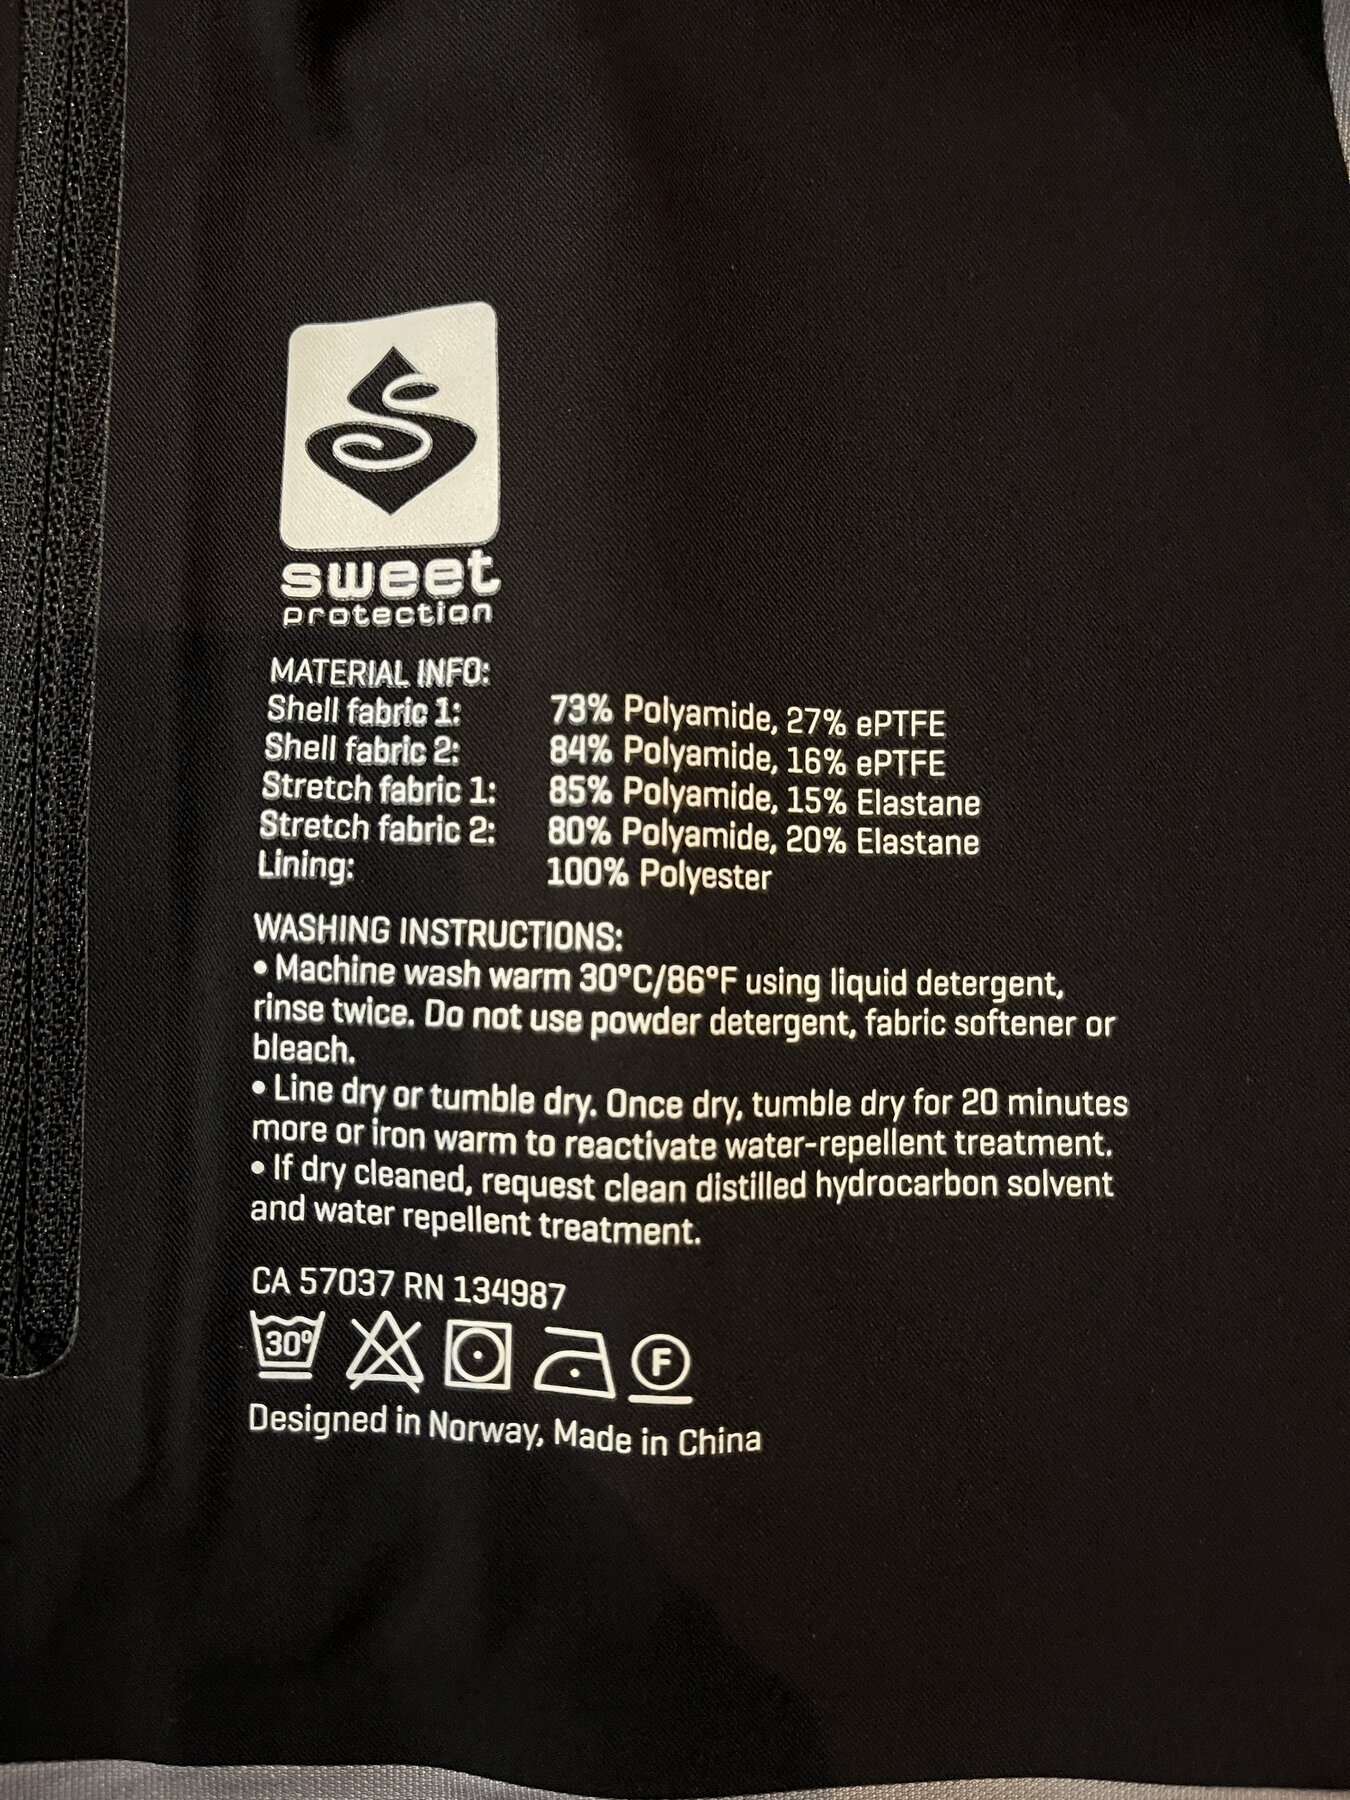 sweet
protection
MATERIAL INFO:
Shell fabric 1: 73% Polyamide, 27% ePTFE
Shell fabric 2: 84% Polyamide, 16% ePTFE
Stretch fabric 1: 85% Polyamide, 15% Elastane
Stretch fabric 2: 80% Polyamide, 20% Elastane
Lining: 100% Polyester
WASHING INSTRUCTIONS:
• Machine wash warm 30°C/86°F using liquid detergent,
rinse twice. Do not use powder detergent, fabric softener or
bleach.
• Line dry or tumble dry. Once dry, tumble dry for 20 minutes
more or iron warm to reactivate water-repellent treatment.
• If dry cleaned, request clean distilled hydrocarbon solvent
and water repellent treatment.
CA 57037 RN 134987
30° F
Designed in Norway, Made in China